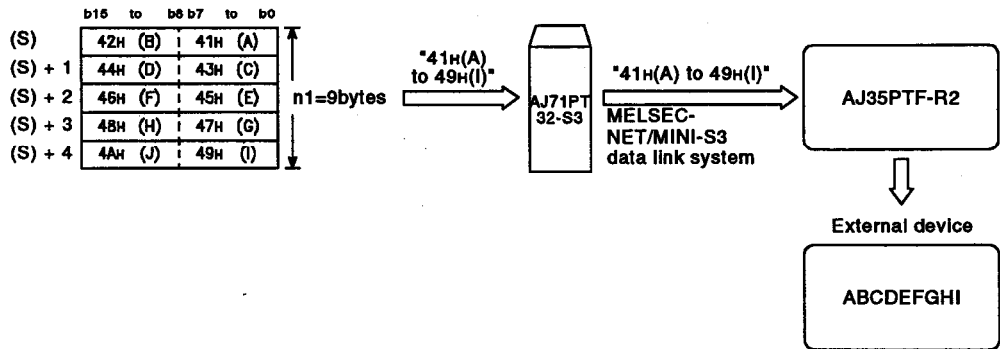 b15 to b8 b7 to b0
(S) 42H (B) 41H (A)
(S) + 1 44H (D) 43H (C)
(S) + 2 46H (F) 45H (E)
(S) + 3 48H (H) 47H (G)
(S) + 4 4AH (J) 49H (I)
n1=9bytes
"41H(A)
to 49H(I)"
AJ71PT
32-S3
"41H(A) to 49H(I)"
MELSEC-
NET/MINI-S3
data link system
AJ35PTF-R2
External device
ABCDEFGHI